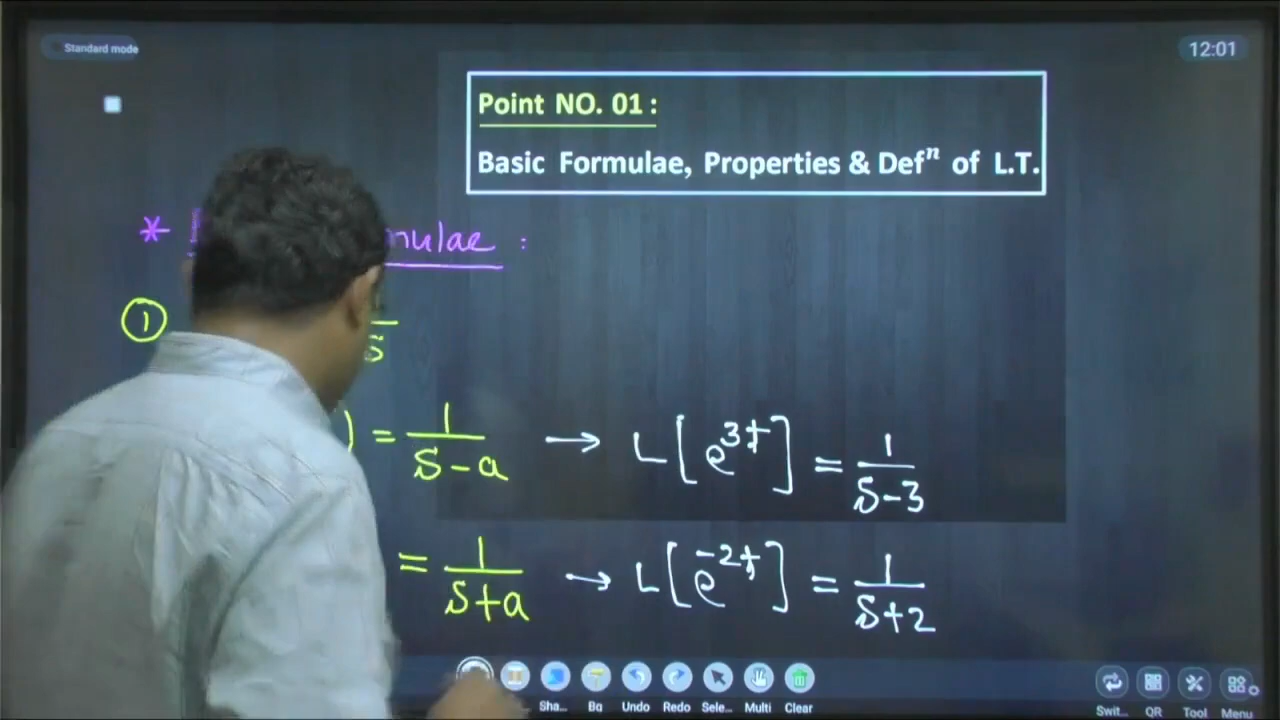 Standard mode
12:01
Point NO. 01 :
Basic Formulae, Properties & Defⁿ of L.T.
* :
①
) = 1/(s-a) → L[e^{3t}] = 1/(s-3)
= 1/(s+a) → L[e^{-2t}] = 1/(s+2)
Sha... Bg Undo Redo Sele... Multi Clear Swit... QR Tool Menu